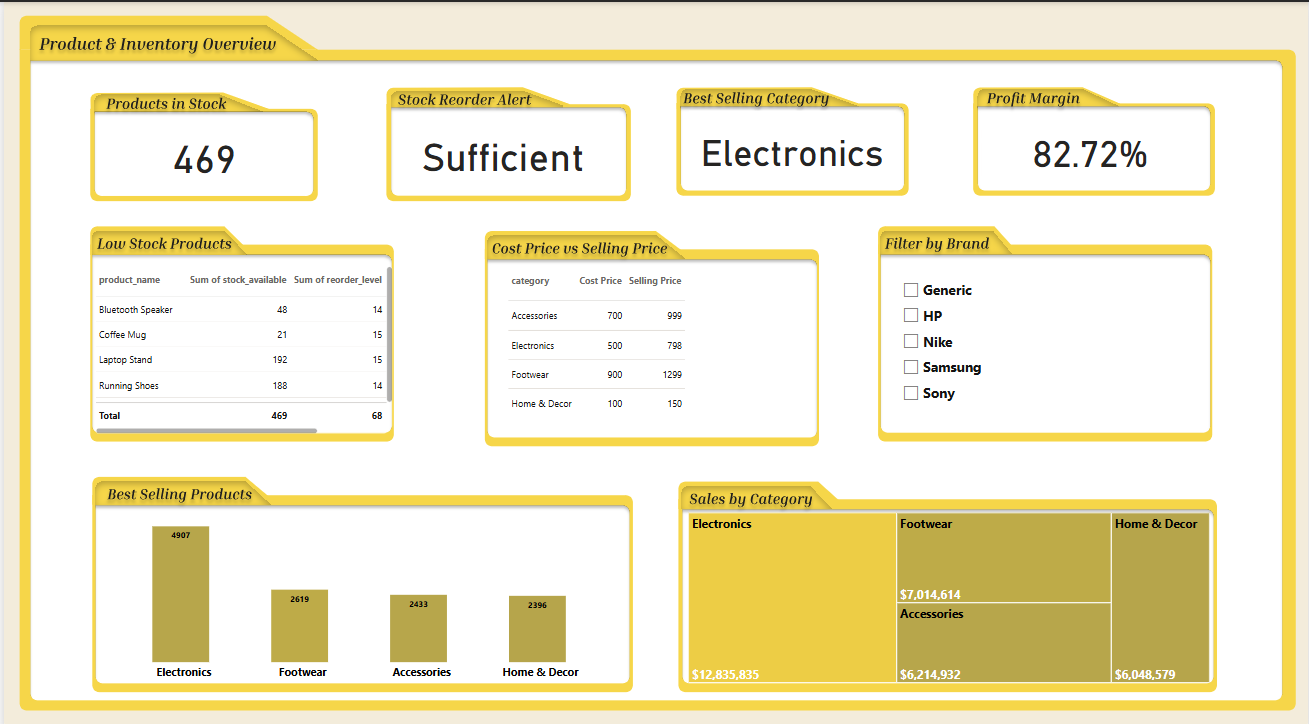 Product & Inventory Overview
Products in Stock
469
Stock Reorder Alert
Sufficient
Best Selling Category
Electronics
Profit Margin
82.72%
Low Stock Products
product_name Sum of stock_available Sum of reorder_level
Bluetooth Speaker 48 14
Coffee Mug 21 15
Laptop Stand 192 15
Running Shoes 188 14
Total 469 68
Cost Price vs Selling Price
category Cost Price Selling Price
Accessories 700 999
Electronics 500 798
Footwear 900 1299
Home & Decor 100 150
Filter by Brand
Generic
HP
Nike
Samsung
Sony
Best Selling Products
4907
2619
2433
2396
Electronics Footwear Accessories Home & Decor
Sales by Category
Electronics
$12,835,835
Footwear
$7,014,614
Accessories
$6,214,932
Home & Decor
$6,048,579